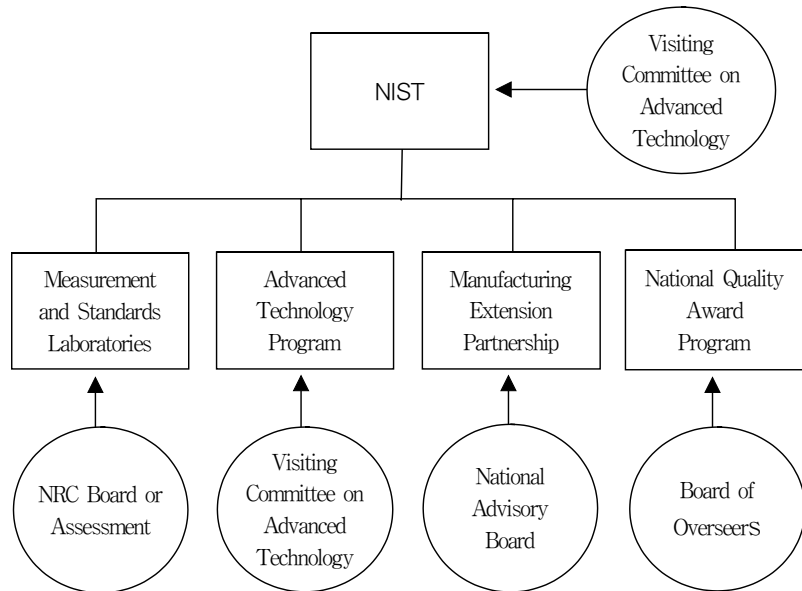 NIST
Visiting
Committee on
Advanced
Technology
Measurement
and Standards
Laboratories
Advanced
Technology
Program
Manufacturing
Extension
Partnership
National Quality
Award
Program
NRC Board or
Assessment
Visiting
Committee on
Advanced
Technology
National
Advisory
Board
Board of
Overseers